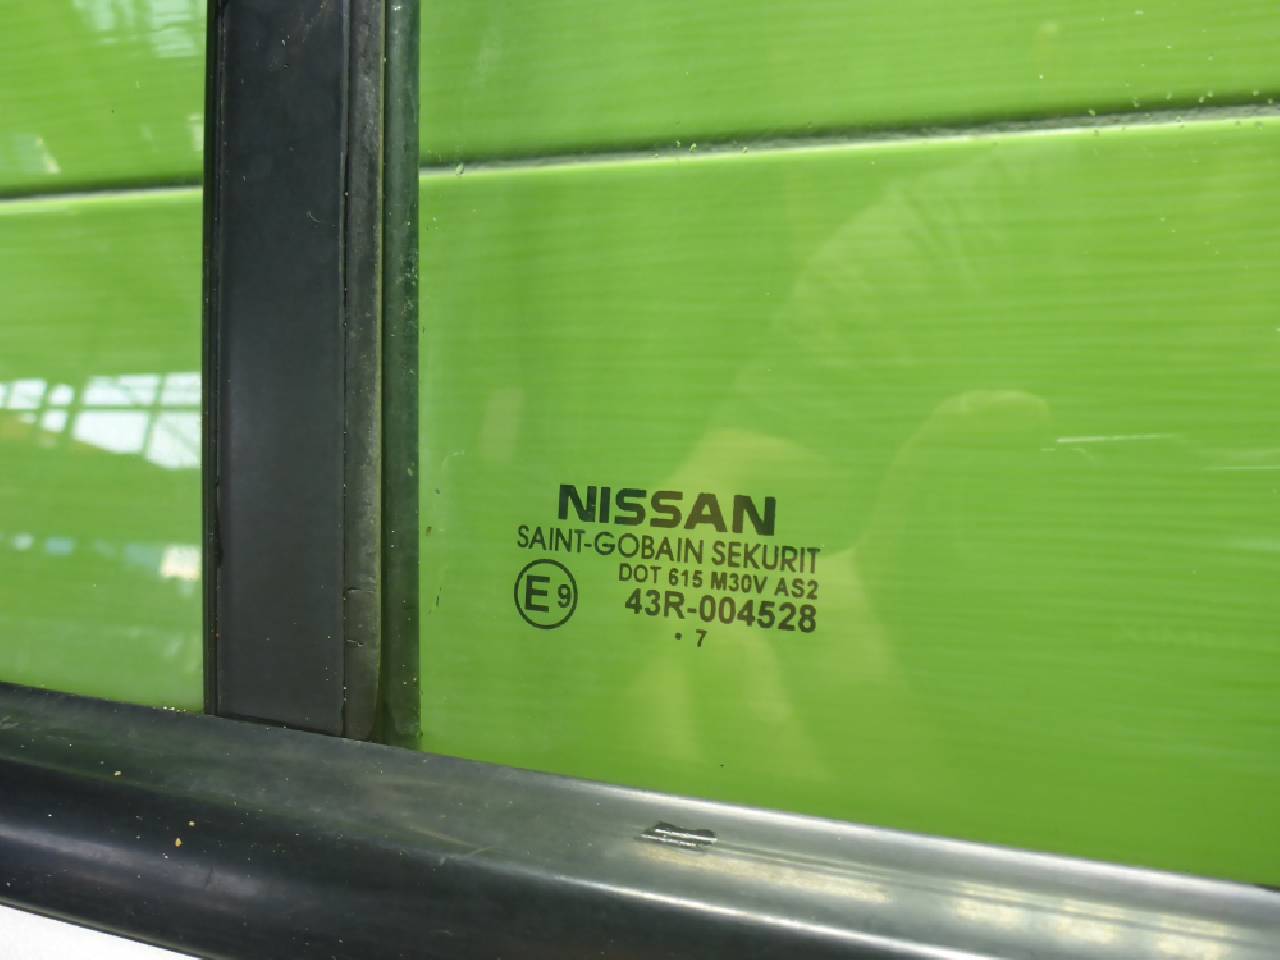 NISSAN
SAINT-GOBAIN SEKURIT
DOT 615 M30V AS2
E9
43R-004528
• 7